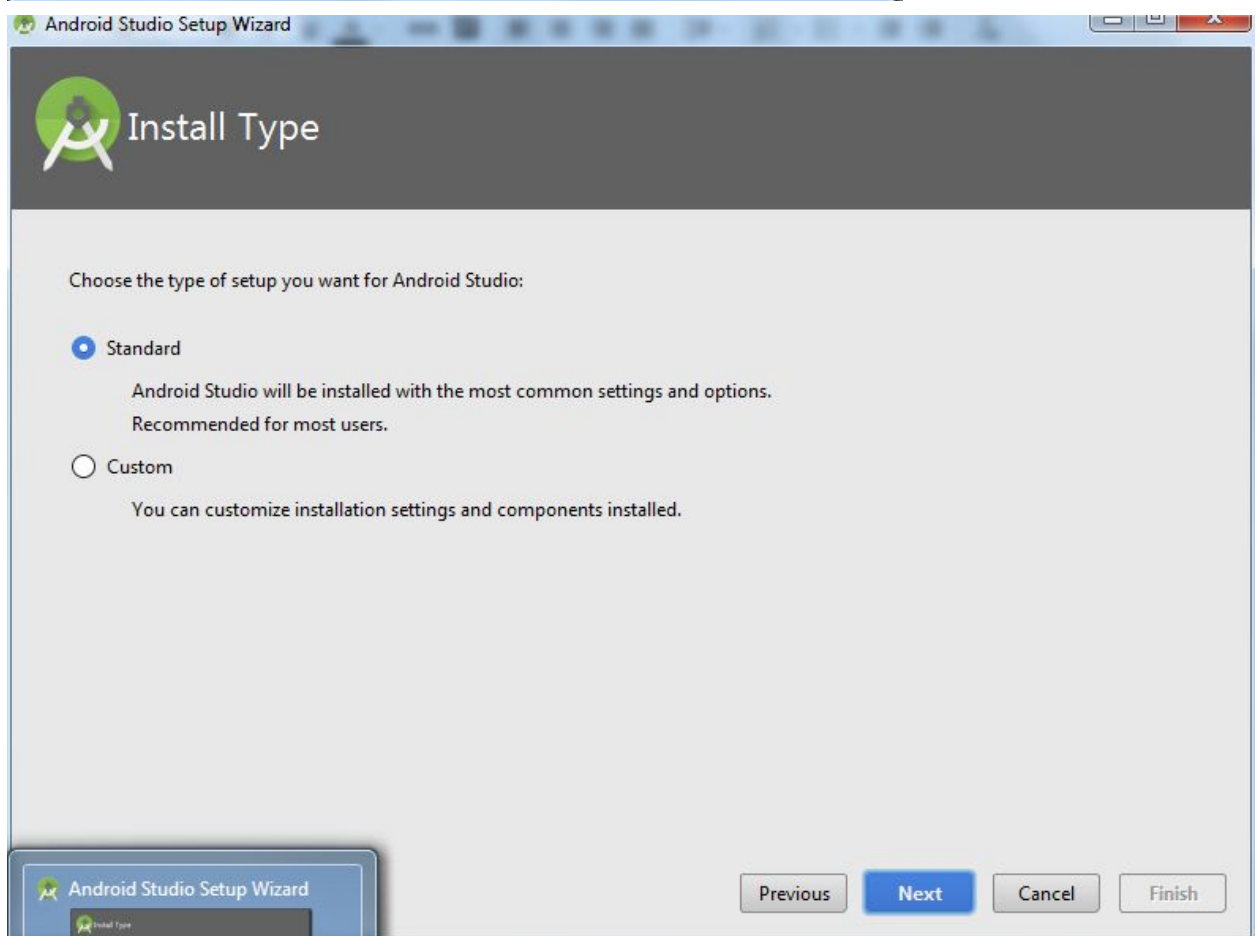 Android Studio Setup Wizard
Install Type
Choose the type of setup you want for Android Studio:
Standard
Android Studio will be installed with the most common settings and options.
Recommended for most users.
Custom
You can customize installation settings and components installed.
Android Studio Setup Wizard
Install Type
Previous Next Cancel Finish